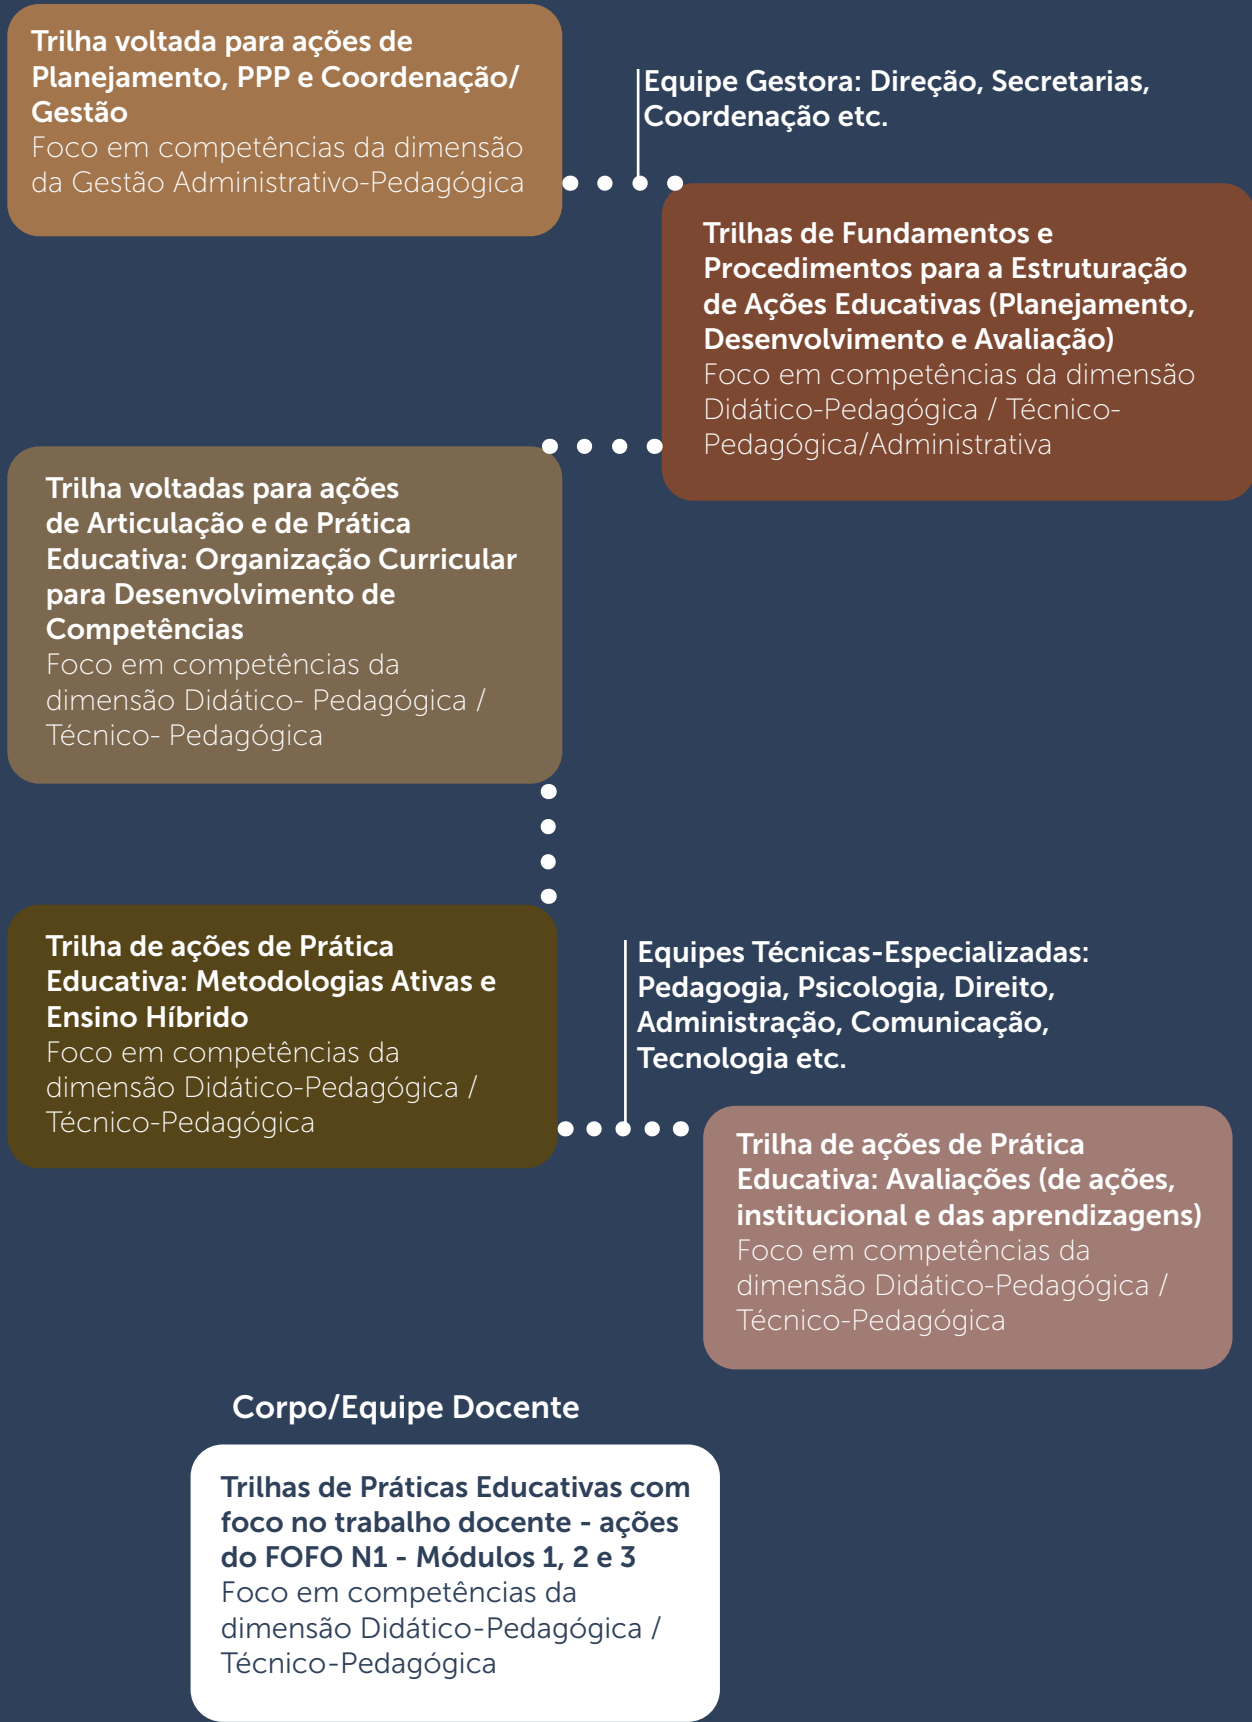 Trilha voltada para ações de
Planejamento, PPP e Coordenação/
Gestão
Foco em competências da dimensão
da Gestão Administrativo-Pedagógica
Equipe Gestora: Direção, Secretarias,
Coordenação etc.
Trilhas de Fundamentos e
Procedimentos para a Estruturação
de Ações Educativas (Planejamento,
Desenvolvimento e Avaliação)
Foco em competências da dimensão
Didático-Pedagógica / Técnico-
Pedagógica/Administrativa
Trilha voltadas para ações
de Articulação e de Prática
Educativa: Organização Curricular
para Desenvolvimento de
Competências
Foco em competências da
dimensão Didático- Pedagógica /
Técnico- Pedagógica
Trilha de ações de Prática
Educativa: Metodologias Ativas e
Ensino Híbrido
Foco em competências da
dimensão Didático-Pedagógica /
Técnico-Pedagógica
Equipes Técnicas-Especializadas:
Pedagogia, Psicologia, Direito,
Administração, Comunicação,
Tecnologia etc.
Trilha de ações de Prática
Educativa: Avaliações (de ações,
institucional e das aprendizagens)
Foco em competências da
dimensão Didático-Pedagógica /
Técnico-Pedagógica
Corpo/Equipe Docente
Trilhas de Práticas Educativas com
foco no trabalho docente - ações
do FOFO N1 - Módulos 1, 2 e 3
Foco em competências da
dimensão Didático-Pedagógica /
Técnico-Pedagógica